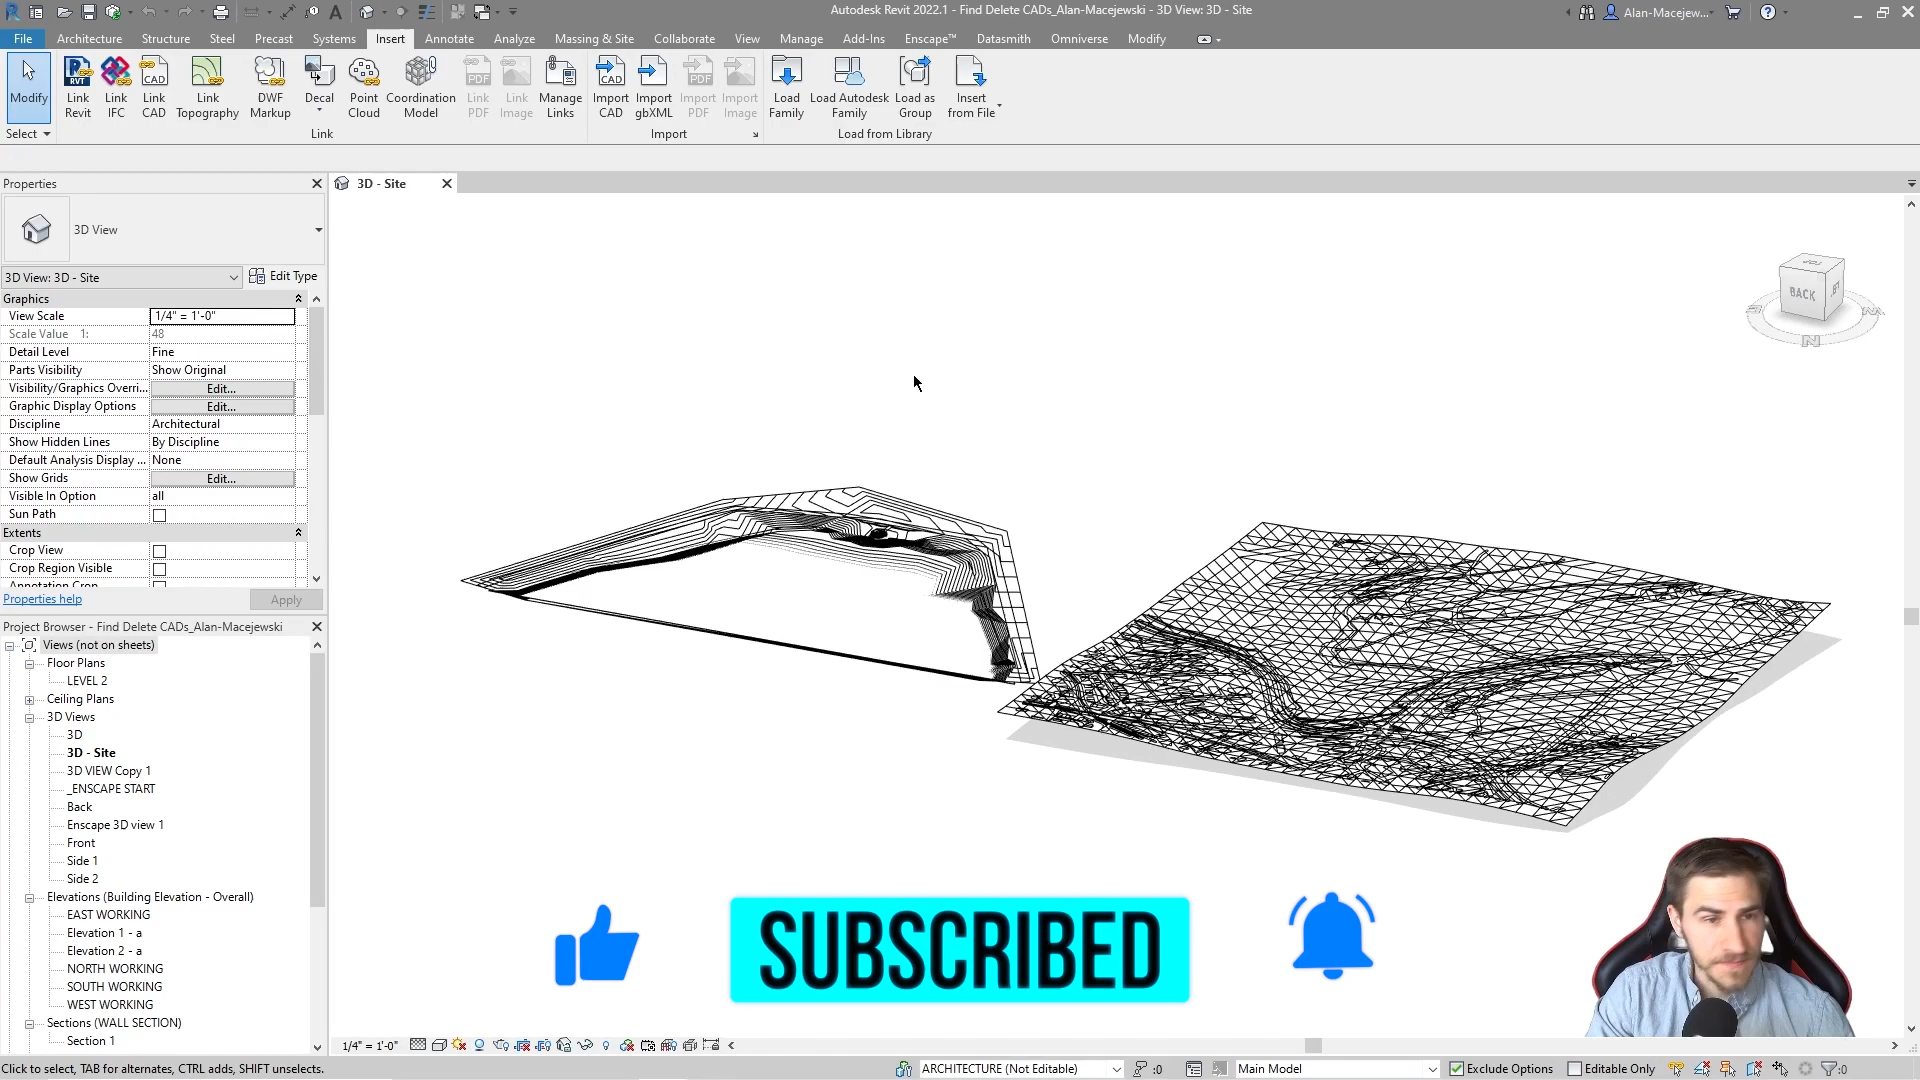 Autodesk Revit 2022.1 - Find Delete CADs_Alan-Macejewski - 3D View: 3D - Site
Alan-Macejew...
File Architecture Structure Steel Precast Systems Insert Annotate Analyze Massing & Site Collaborate View Manage Add-Ins Enscape™ Datasmith Omniverse Modify
Modify
Link Revit
Link IFC
Link CAD
Link Topography
DWF Markup
Decal
Point Cloud
Coordination Model
Link PDF
Link Image
Manage Links
Import CAD
Import gbXML
Import PDF
Import Image
Load Family
Load Autodesk Family
Load as Group
Insert from File
Select
Link
Import
Load from Library
Properties
3D - Site
3D View
3D View: 3D - Site
Edit Type
Graphics
View Scale 1/4" = 1'-0"
Scale Value 1: 48
Detail Level Fine
Parts Visibility Show Original
Visibility/Graphics Overri... Edit...
Graphic Display Options Edit...
Discipline Architectural
Show Hidden Lines By Discipline
Default Analysis Display ... None
Show Grids Edit...
Visible In Option all
Sun Path
Extents
Crop View
Crop Region Visible
Annotation Crop
Properties help
Apply
Project Browser - Find Delete CADs_Alan-Macejewski
Views (not on sheets)
Floor Plans
LEVEL 2
Ceiling Plans
3D Views
3D
3D - Site
3D VIEW Copy 1
_ENSCAPE START
Back
Enscape 3D view 1
Front
Side 1
Side 2
Elevations (Building Elevation - Overall)
EAST WORKING
Elevation 1 - a
Elevation 2 - a
NORTH WORKING
SOUTH WORKING
WEST WORKING
Sections (WALL SECTION)
Section 1
BACK
N
SUBSCRIBED
1/4" = 1'-0"
Click to select, TAB for alternates, CTRL adds, SHIFT unselects.
ARCHITECTURE (Not Editable)
:0
Main Model
Exclude Options
Editable Only
:0